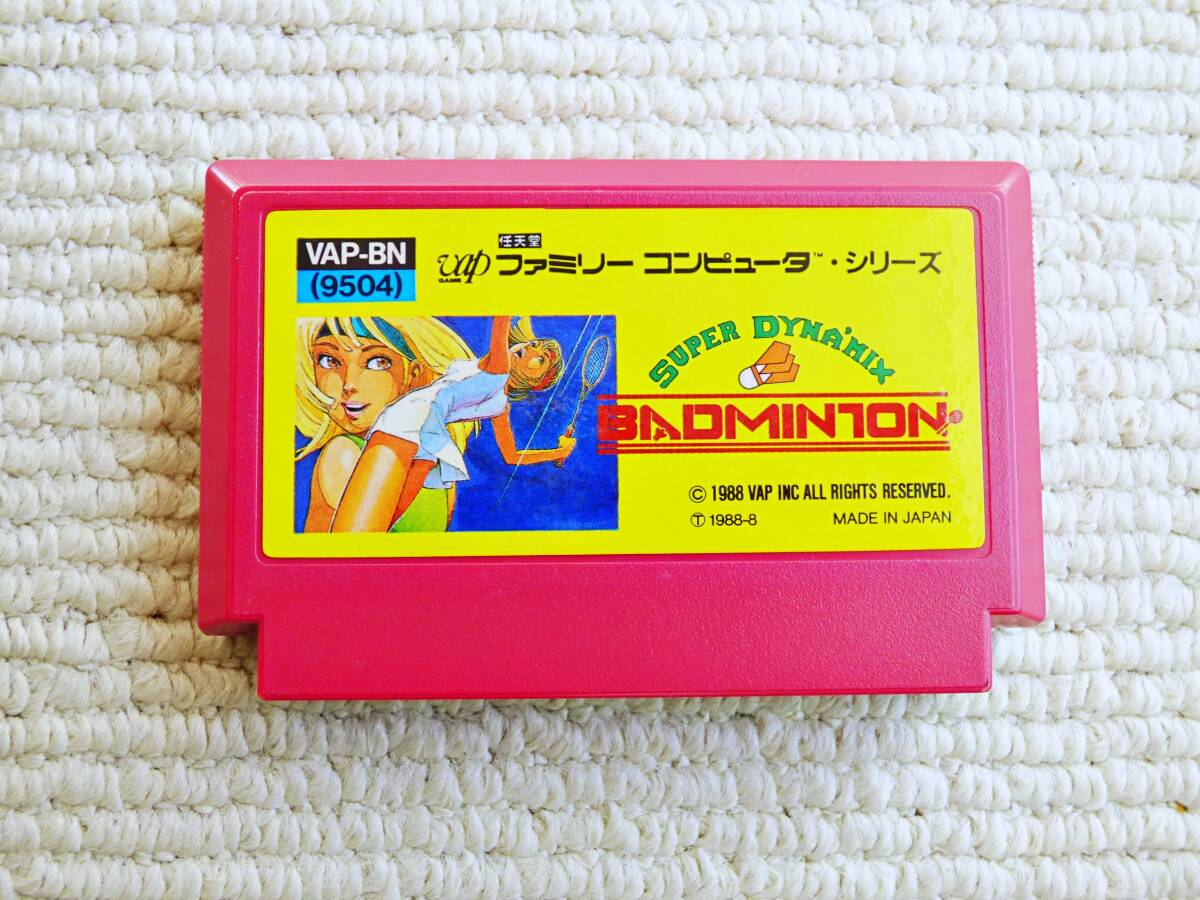 VAP-BN
(9504)
vap
GAME
任天堂
ファミリー コンピュータ™・シリーズ
SUPER DYNA'MIX
BADMINTON
© 1988 VAP INC ALL RIGHTS RESERVED.
Ⓣ 1988-8 MADE IN JAPAN